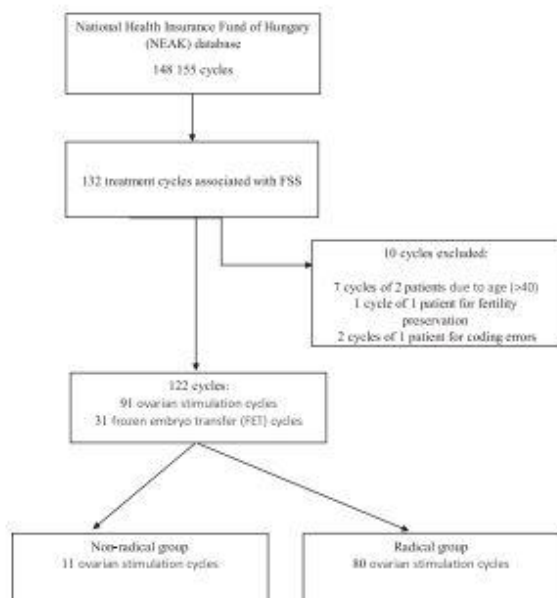 National Health Insurance Fund of Hungary
(NEAK) database
148 155 cycles
132 treatment cycles associated with FSS
10 cycles excluded:
7 cycles of 2 patients due to age (>40)
1 cycle of 1 patient for fertility
preservation
2 cycles of 1 patient for coding errors
122 cycles:
91 ovarian stimulation cycles
31 frozen embryo transfer (FET) cycles
Non-radical group
11 ovarian stimulation cycles
Radical group
80 ovarian stimulation cycles